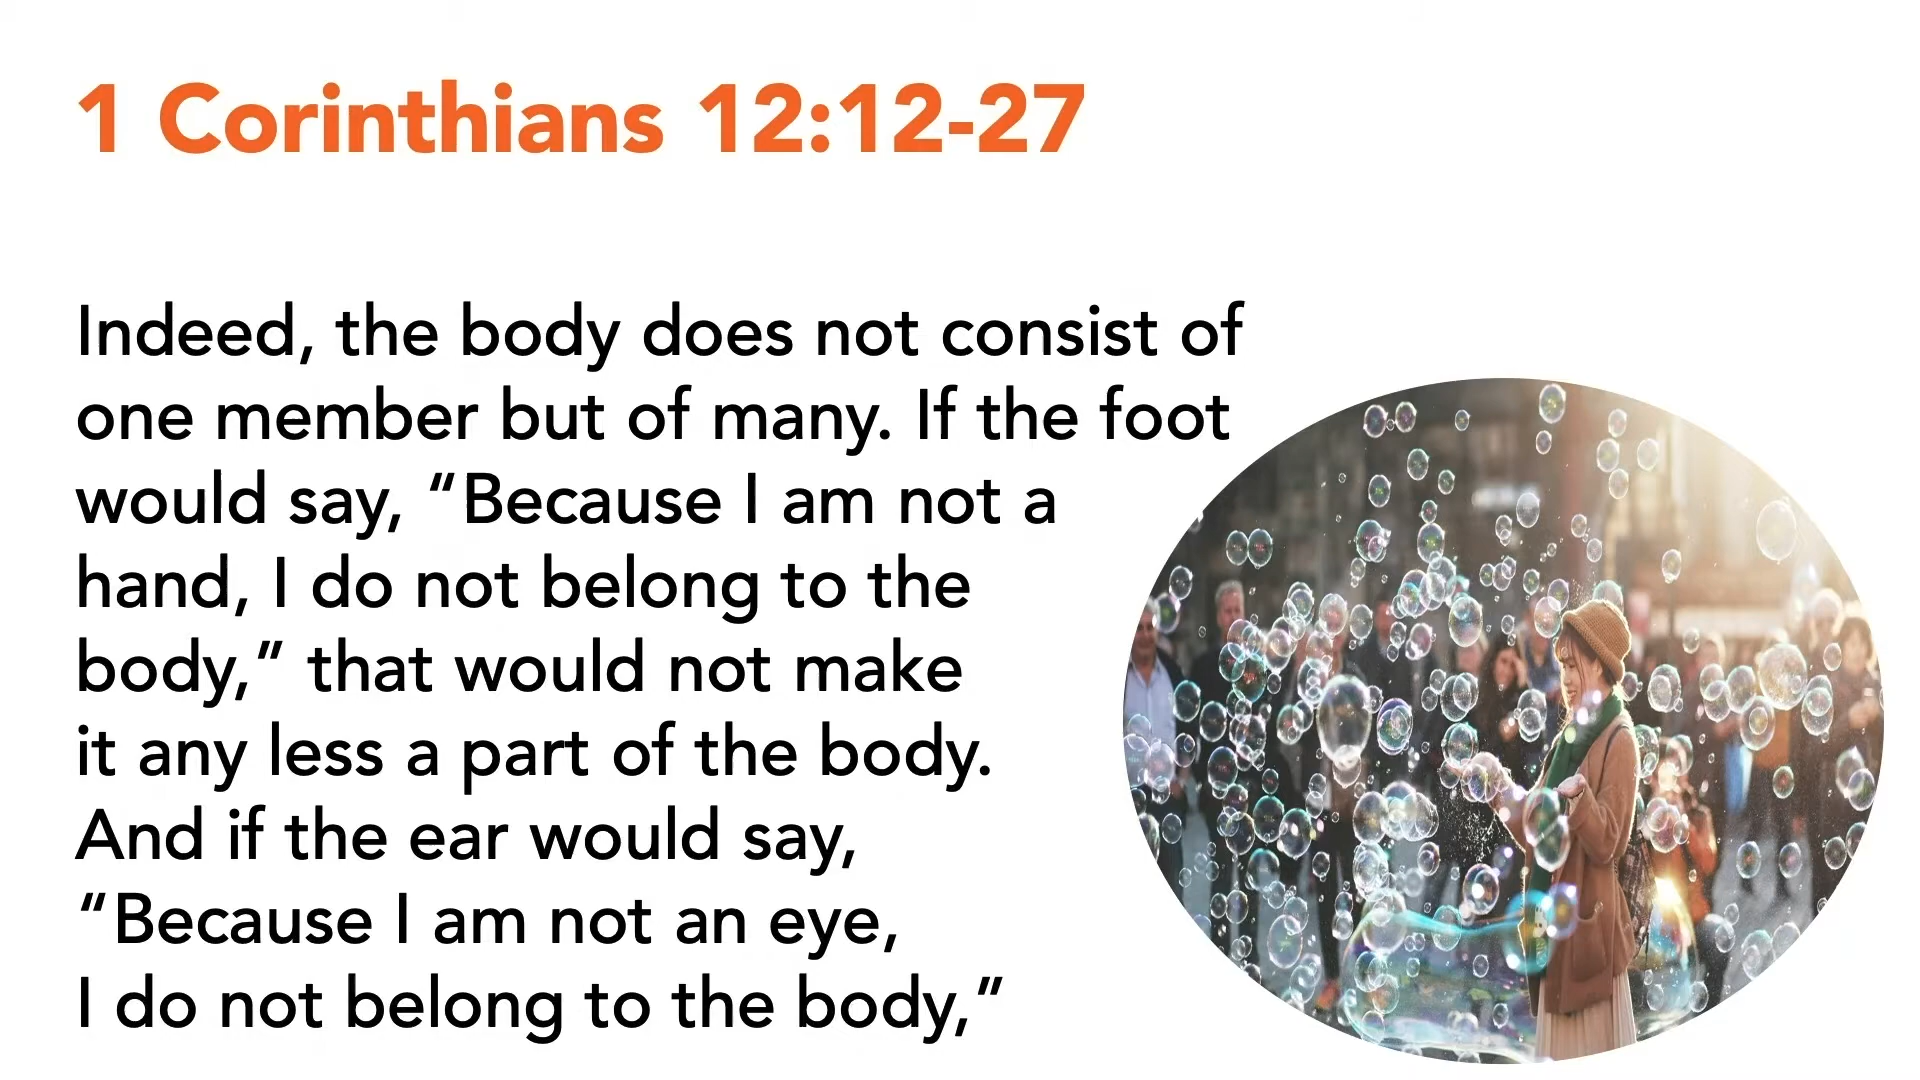 1 Corinthians 12:12-27
Indeed, the body does not consist of
one member but of many. If the foot
would say, “Because I am not a
hand, I do not belong to the
body,” that would not make
it any less a part of the body.
And if the ear would say,
“Because I am not an eye,
I do not belong to the body,”